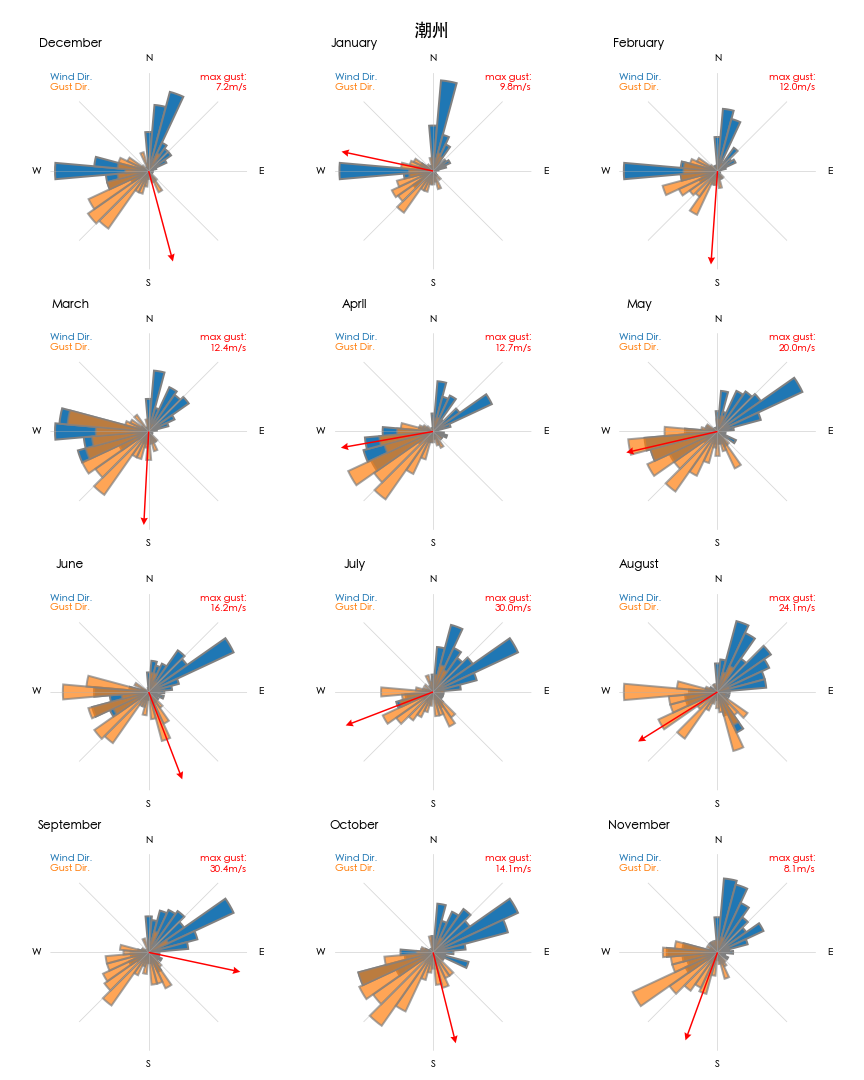 潮州
December
N
Wind Dir.
Gust Dir.
max gust:
7.2m/s
W
E
S
January
N
Wind Dir.
Gust Dir.
max gust:
9.8m/s
W
E
S
February
N
Wind Dir.
Gust Dir.
max gust:
12.0m/s
W
E
S
March
N
Wind Dir.
Gust Dir.
max gust:
12.4m/s
W
E
S
April
N
Wind Dir.
Gust Dir.
max gust:
12.7m/s
W
E
S
May
N
Wind Dir.
Gust Dir.
max gust:
20.0m/s
W
E
S
June
N
Wind Dir.
Gust Dir.
max gust:
16.2m/s
W
E
S
July
N
Wind Dir.
Gust Dir.
max gust:
30.0m/s
W
E
S
August
N
Wind Dir.
Gust Dir.
max gust:
24.1m/s
W
E
S
September
N
Wind Dir.
Gust Dir.
max gust:
30.4m/s
W
E
S
October
N
Wind Dir.
Gust Dir.
max gust:
14.1m/s
W
E
S
November
N
Wind Dir.
Gust Dir.
max gust:
8.1m/s
W
E
S